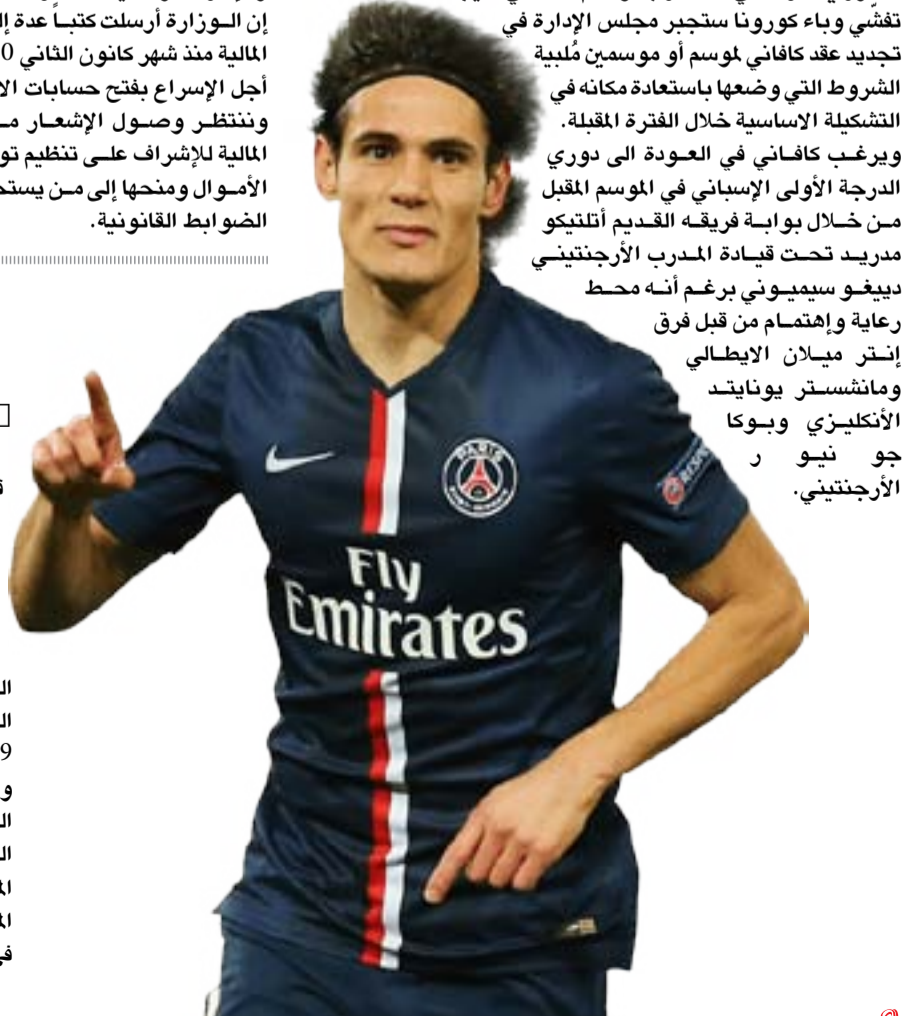 تفشّي وباء كورونا ستجبر مجلس الإدارة في
تجديد عقد كافاني لموسم أو موسمين مُلبية
الشروط التي وضعها باستعادة مكانه في
التشكيلة الاساسية خلال الفترة المقبلة.
ويرغب كافاني في العودة الى دوري
الدرجة الأولى الإسباني في الموسم المقبل
من خلال بوابة فريقه القديم أتلتيكو
مدريد تحت قيادة المدرب الأرجنتيني
دييغو سيميوني برغم أنه محط
رعاية وإهتمام من قبل فرق
إنتر ميلان الايطالي
ومانشستر يونايتد
الأنكليزي وبوكا
جو نيو ر
الأرجنتيني.
إن الوزارة أرسلت كتباً عدة
المالية منذ شهر كانون الثاني
أجل الإسراع بفتح حسابات
وننتظر وصول الإشعار
المالية للإشراف على تنظيم
الأموال ومنحها إلى من
الضوابط القانونية.
PARIS
SAINT-GERMAIN
Fly
Emirates